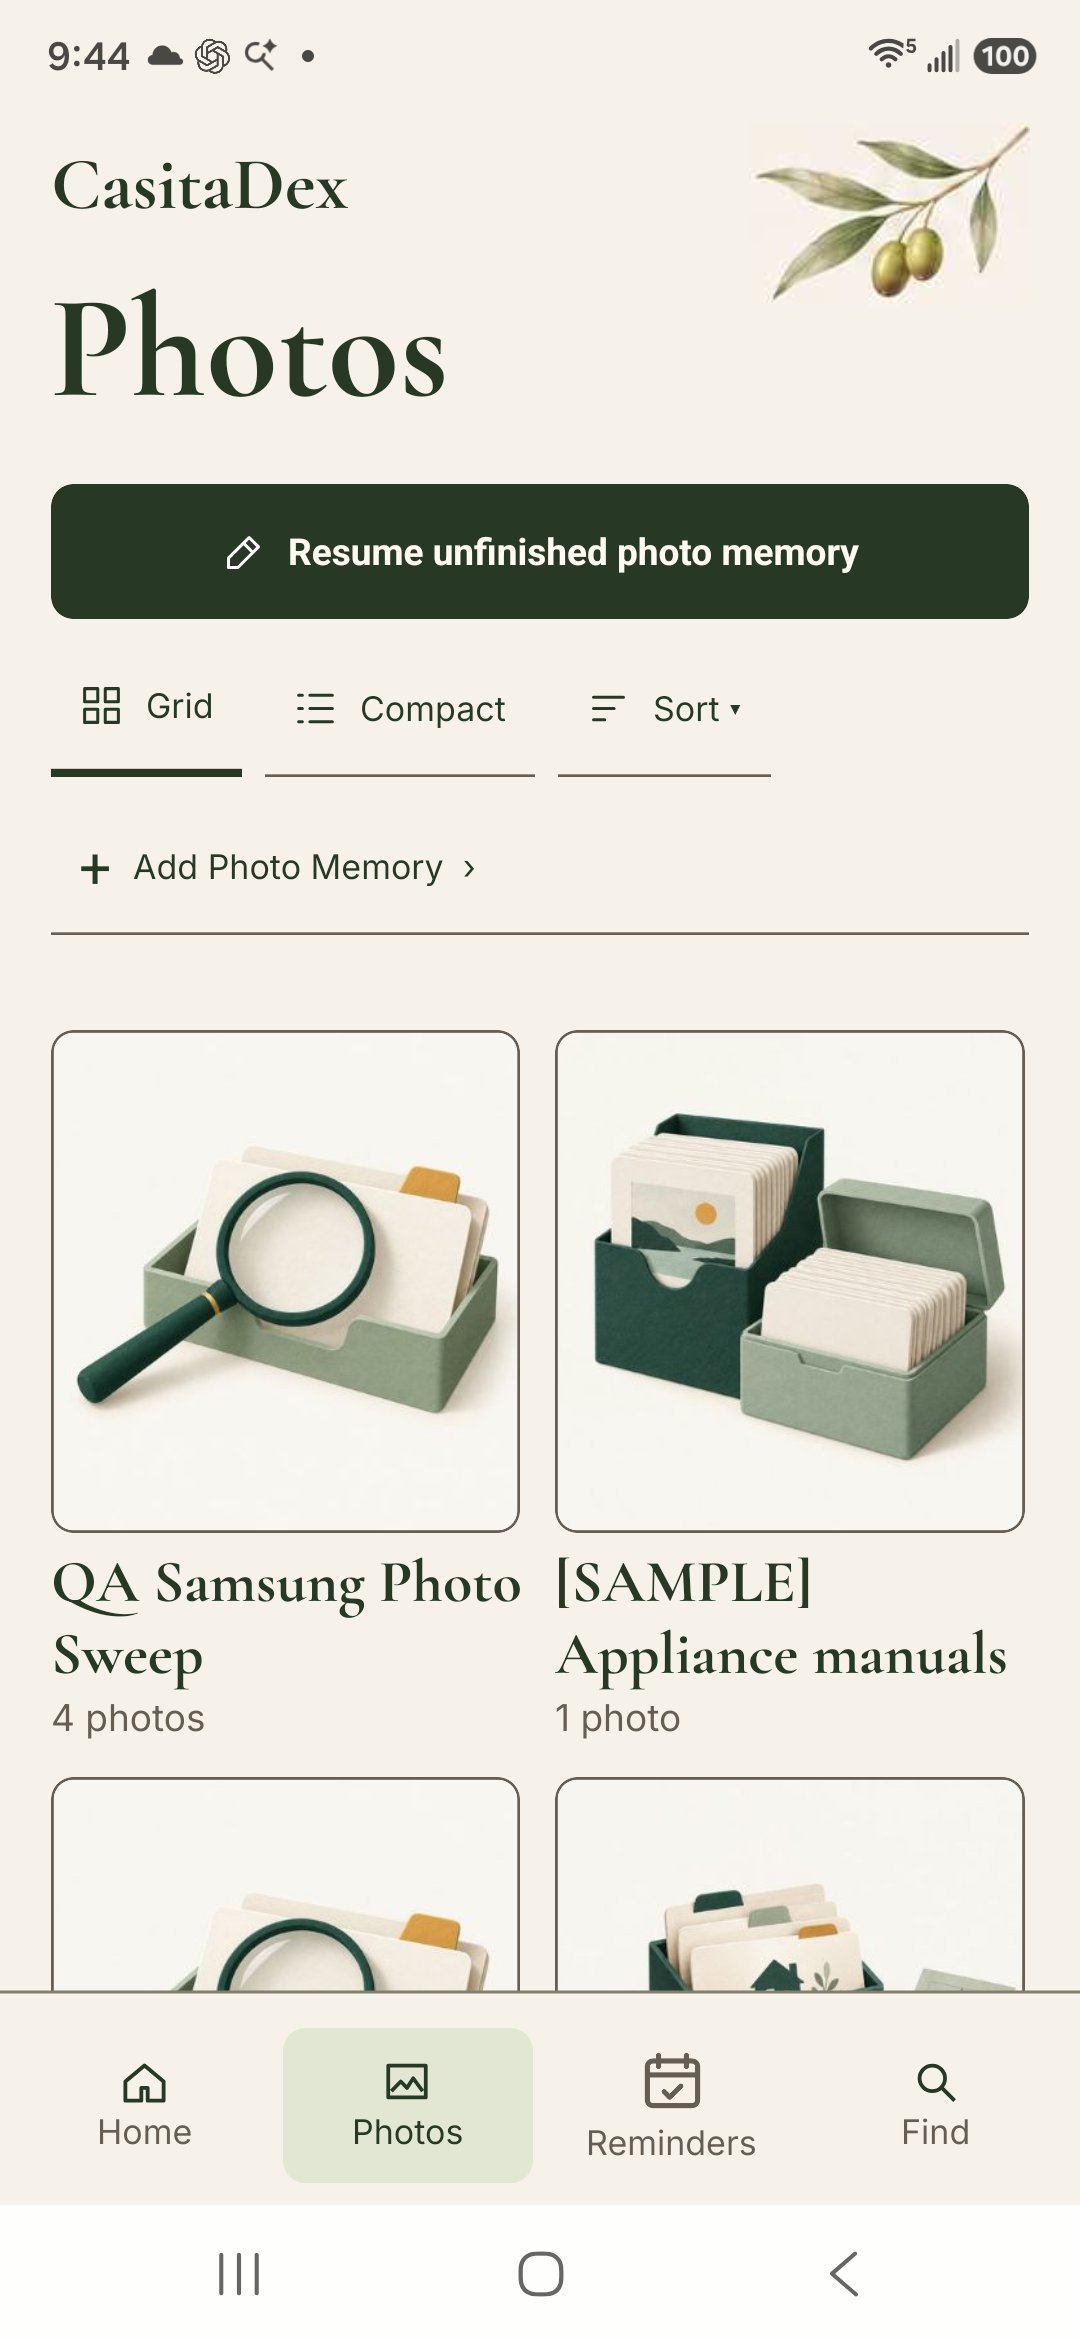 9:44
5
100
CasitaDex
Photos
Resume unfinished photo memory
Grid
Compact
Sort ▾
+ Add Photo Memory ›
QA Samsung Photo
Sweep
4 photos
[SAMPLE]
Appliance manuals
1 photo
Home
Photos
Reminders
Find